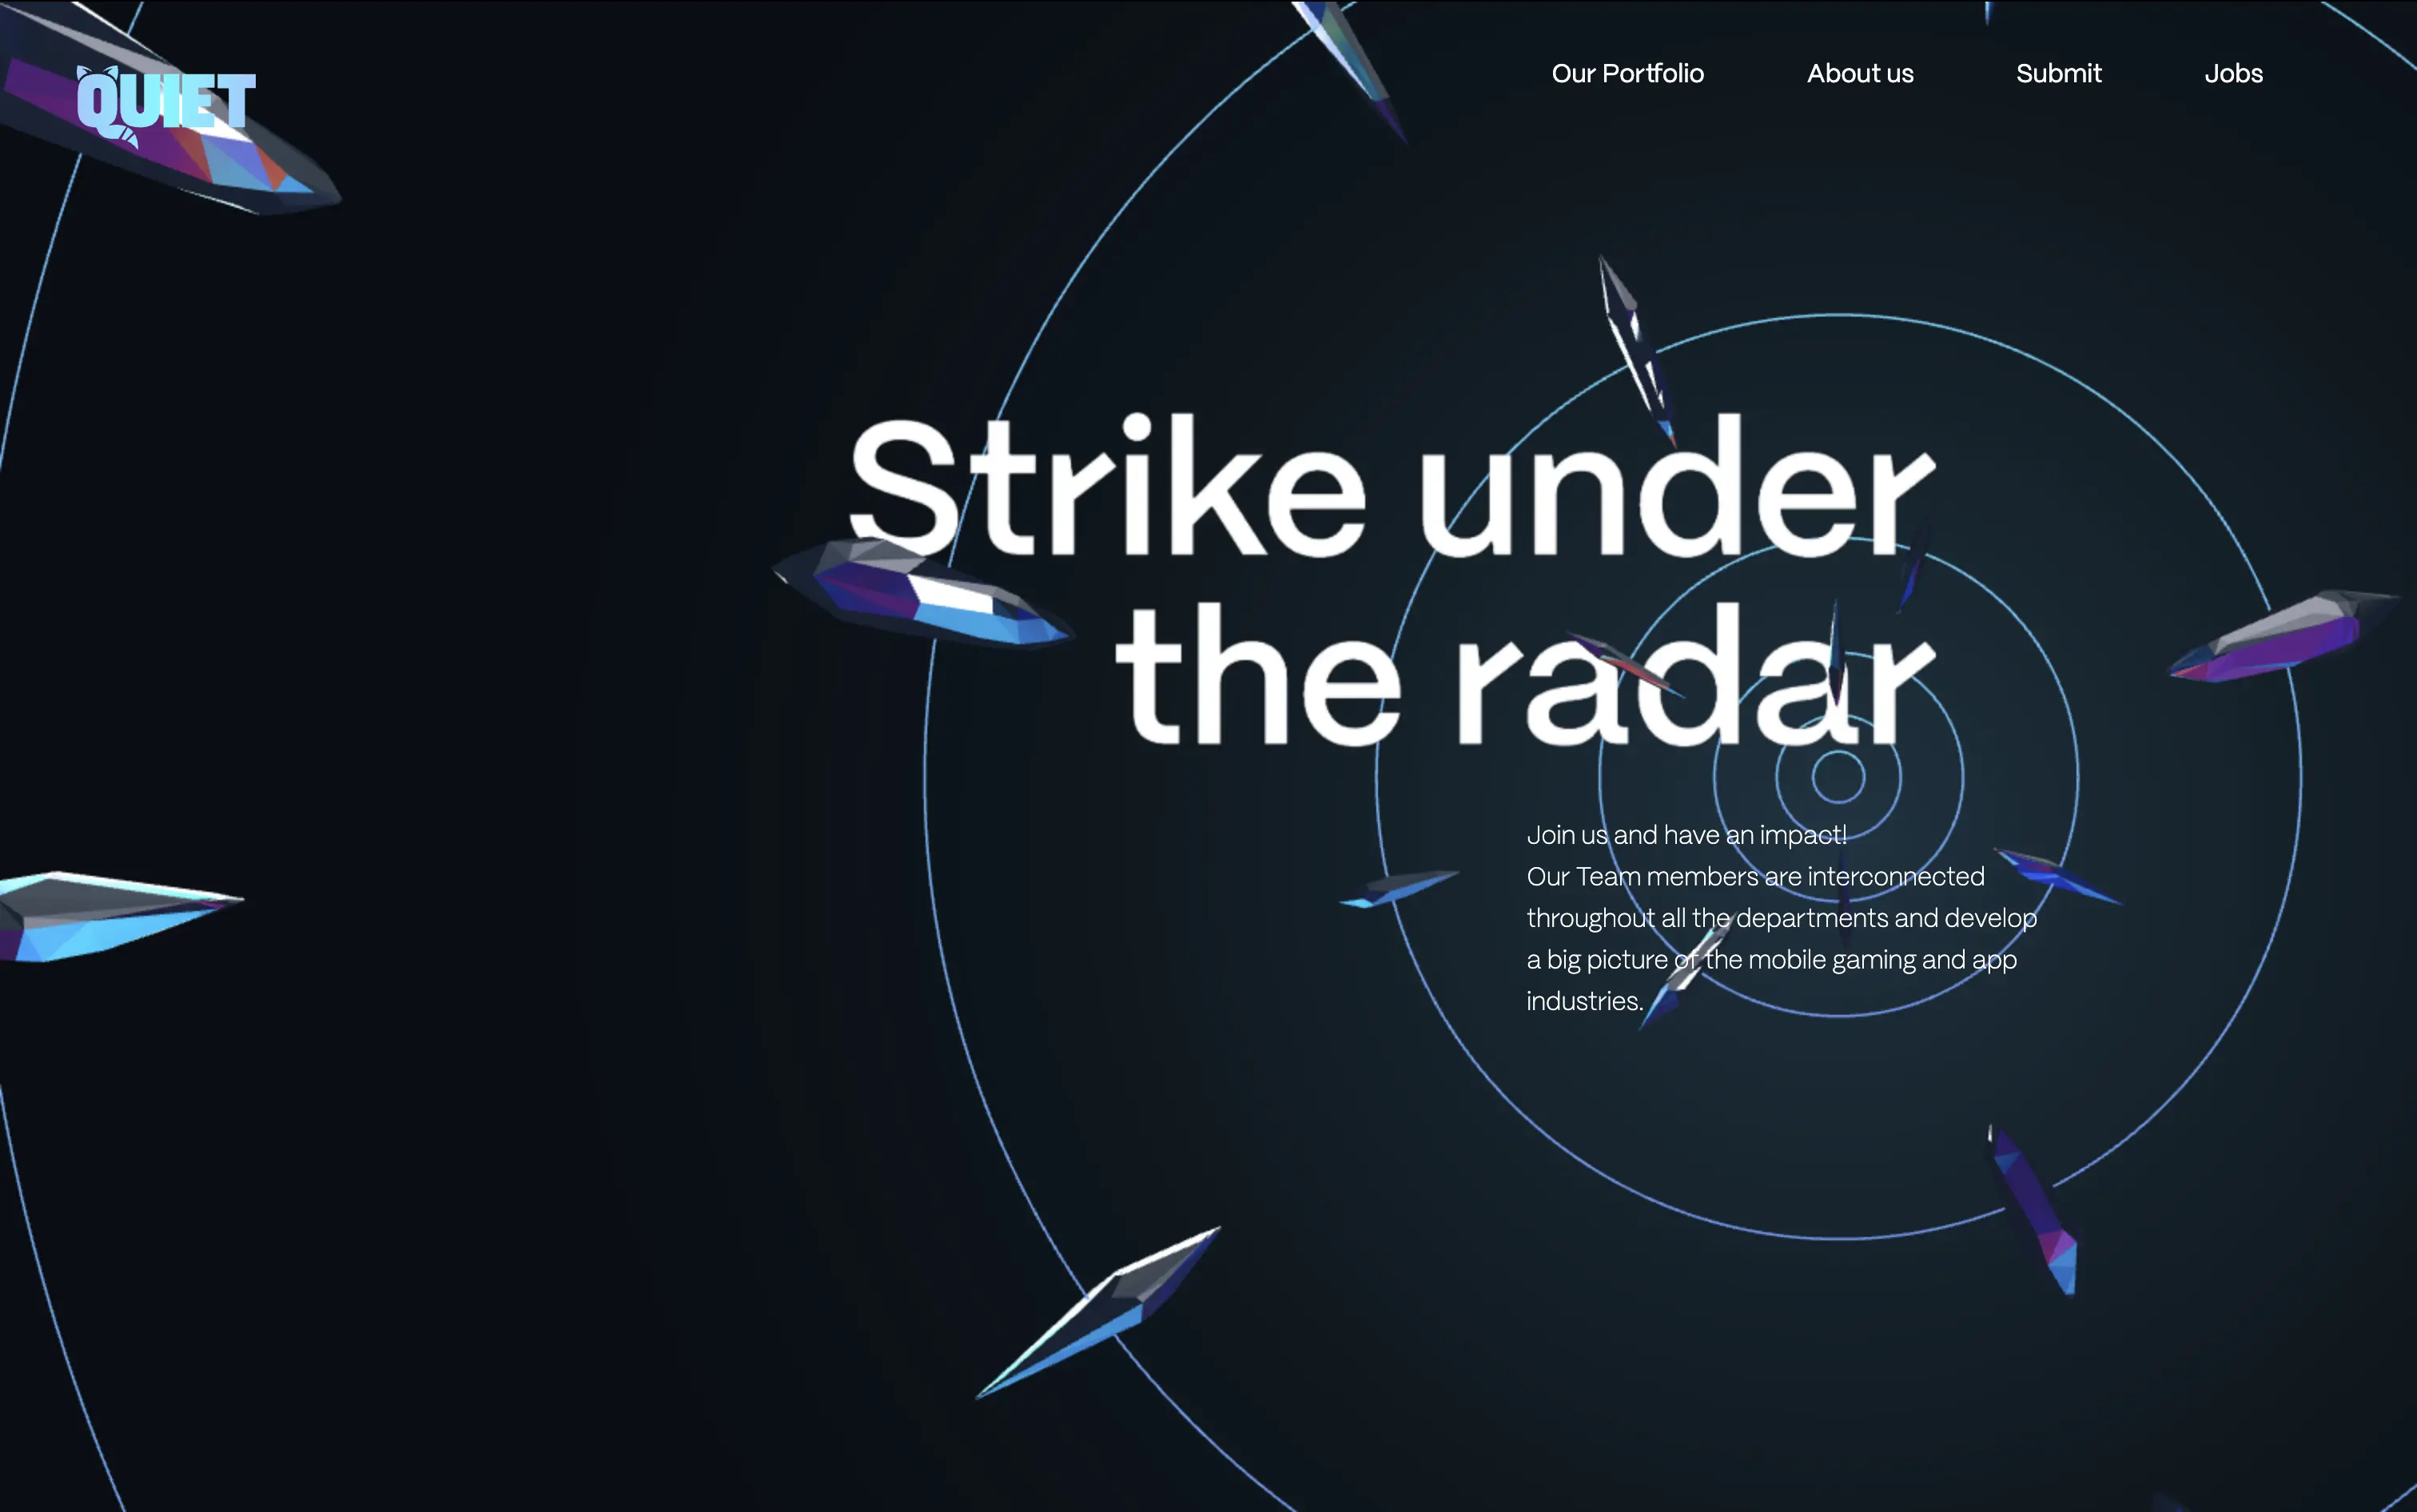 QUIET
Our Portfolio
About us
Submit
Jobs
Strike under
the radar
Join us and have an impact!
Our Team members are interconnected
throughout all the departments and develop
a big picture of the mobile gaming and app
industries.